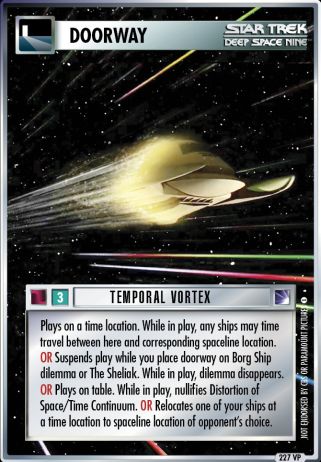 DOORWAY
STAR TREK
DEEP SPACE NINE
3 TEMPORAL VORTEX
Plays on a time location. While in play, any ships may time
travel between here and corresponding spaceline location.
OR Suspends play while you place doorway on Borg Ship
dilemma or The Sheliak. While in play, dilemma disappears.
OR Plays on table. While in play, nullifies Distortion of
Space/Time Continuum. OR Relocates one of your ships at
a time location to spaceline location of opponent's choice.
NOT ENDORSED BY CBS OR PARAMOUNT PICTURES
227 VP